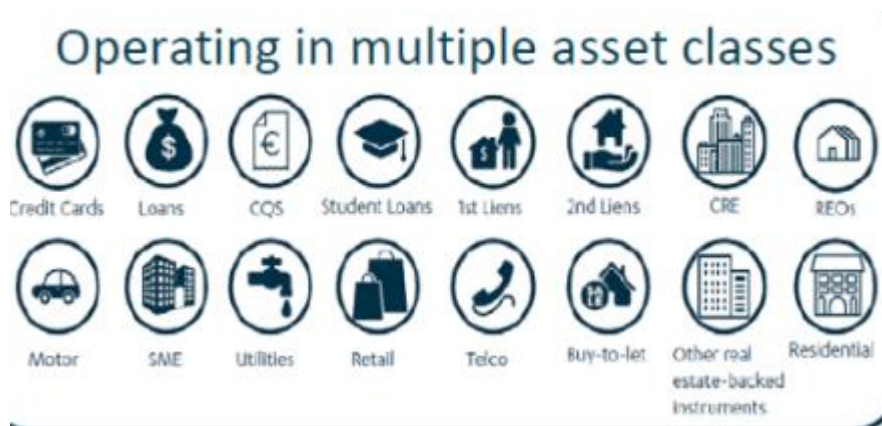 Operating in multiple asset classes
Credit Cards
Loans
CQS
Student Loans
1st Liens
2nd Liens
CRE
REOs
Motor
SME
Utilities
Retail
Telco
Buy-to-let
Other real
estate-backed
instruments
Residential